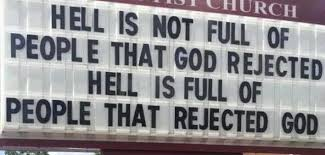 CHURCH
HELL IS NOT FULL OF
PEOPLE THAT GOD REJECTED
HELL IS FULL OF
PEOPLE THAT REJECTED GOD